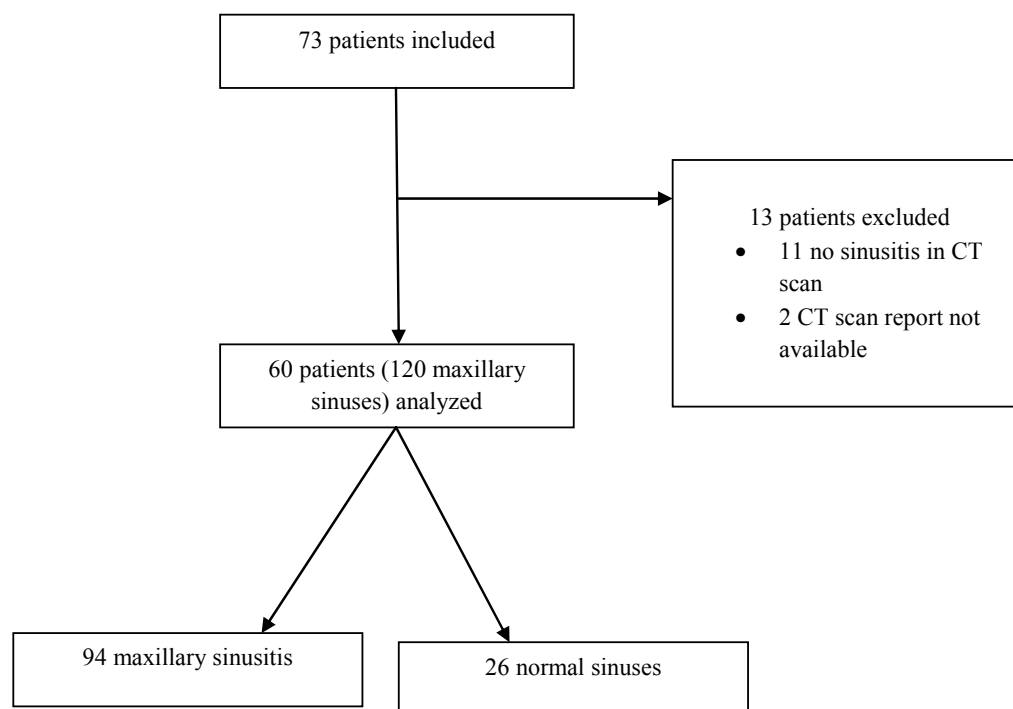 73 patients included
13 patients excluded
• 11 no sinusitis in CT
scan
• 2 CT scan report not
available
60 patients (120 maxillary
sinuses) analyzed
94 maxillary sinusitis
26 normal sinuses